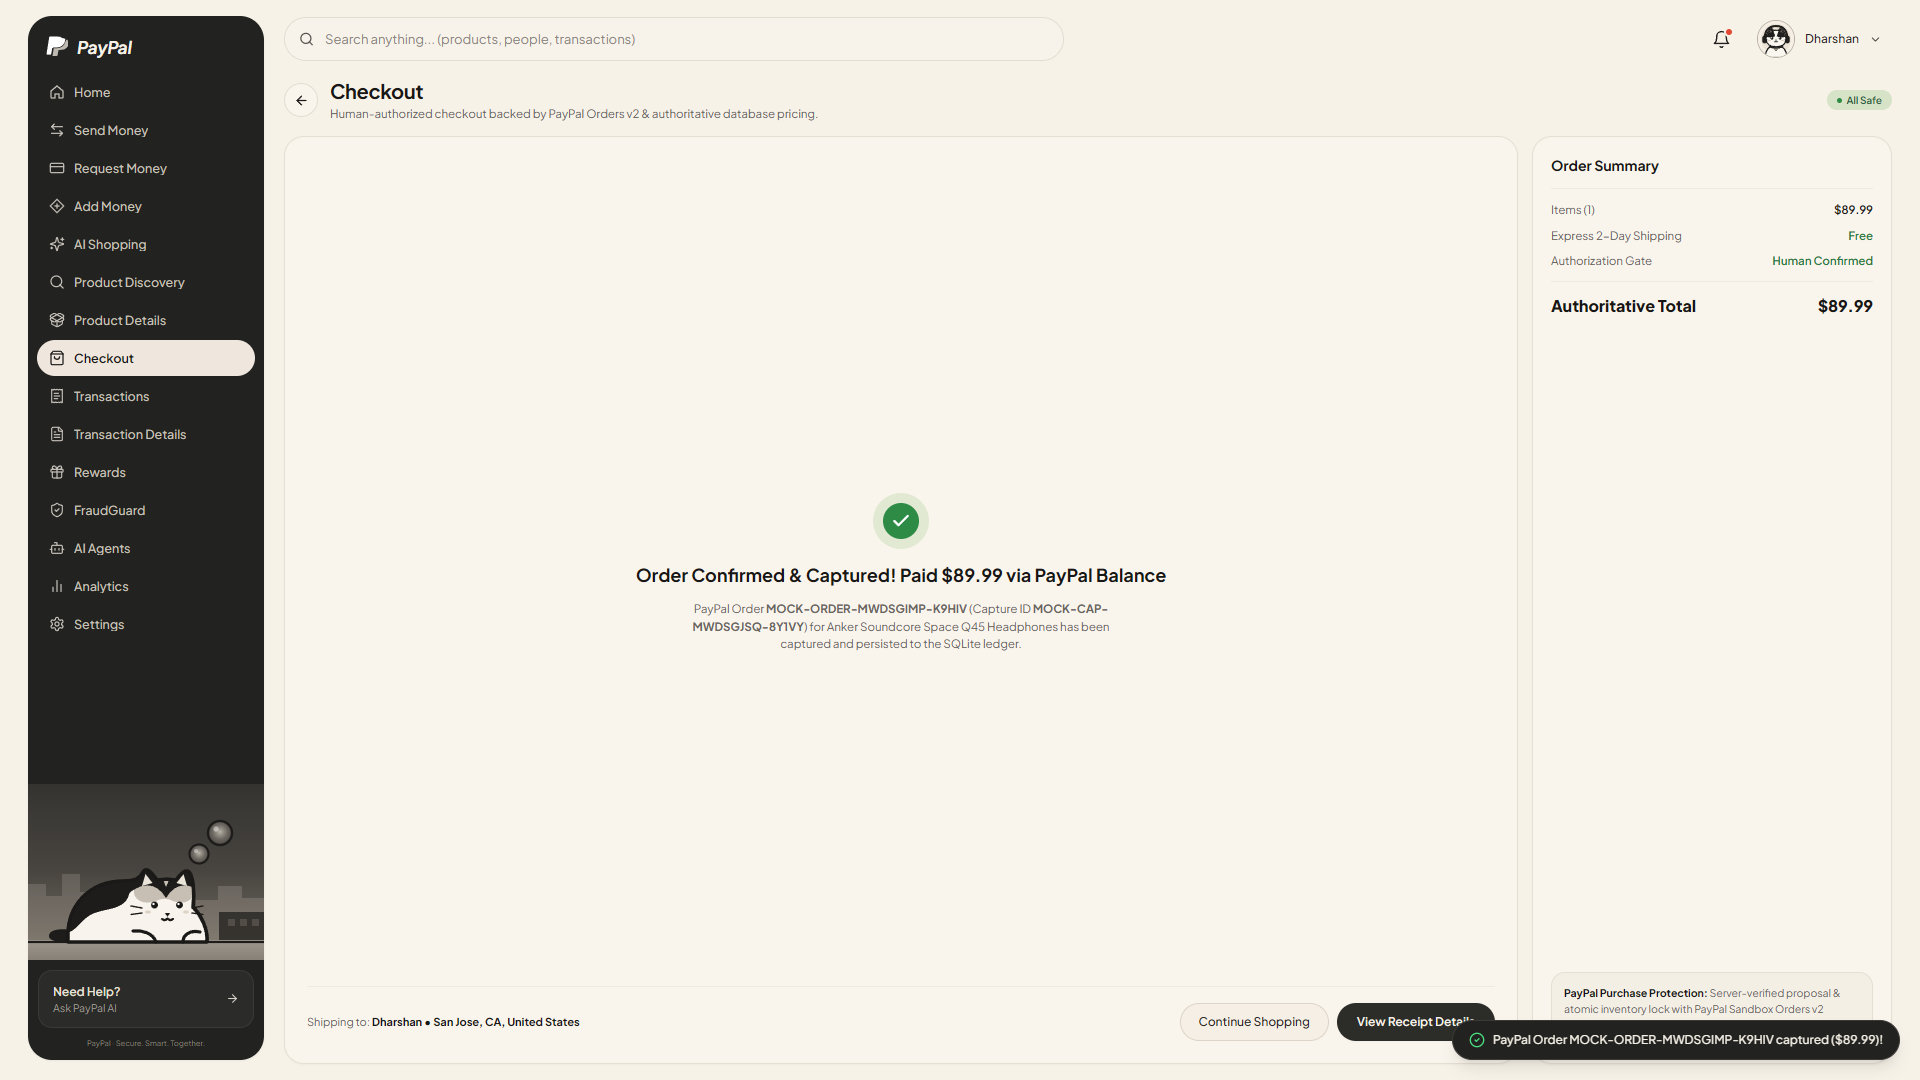 PayPal
Home
Send Money
Request Money
Add Money
AI Shopping
Product Discovery
Product Details
Checkout
Transactions
Transaction Details
Rewards
FraudGuard
AI Agents
Analytics
Settings
Need Help?
Ask PayPal AI
PayPal · Secure. Smart. Together.
Search anything... (products, people, transactions)
Dharshan
Checkout
Human-authorized checkout backed by PayPal Orders v2 & authoritative database pricing.
All Safe
Order Confirmed & Captured! Paid $89.99 via PayPal Balance
PayPal Order MOCK-ORDER-MWDSGIMP-K9HIV (Capture ID MOCK-CAP-
MWDSGJSQ-8Y1VY) for Anker Soundcore Space Q45 Headphones has been
captured and persisted to the SQLite ledger.
Shipping to: Dharshan • San Jose, CA, United States
Continue Shopping
View Receipt Details
Order Summary
Items (1) $89.99
Express 2-Day Shipping Free
Authorization Gate Human Confirmed
Authoritative Total $89.99
PayPal Purchase Protection: Server-verified proposal &
atomic inventory lock with PayPal Sandbox Orders v2
PayPal Order MOCK-ORDER-MWDSGIMP-K9HIV captured ($89.99)!